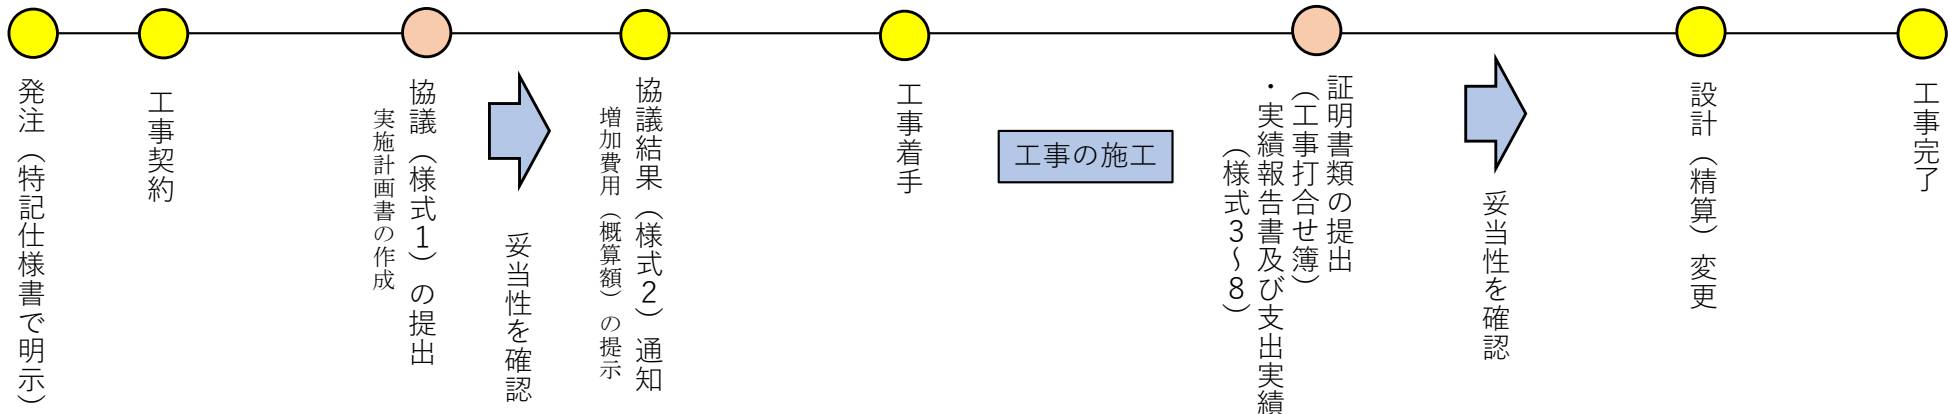 発注（特記仕様書で明示）
工事契約
協議（様式１）の提出
実施計画書の作成
妥当性を確認
協議結果（様式２）通知
増加費用（概算額）の提示
工事着手
工事の施工
証明書類の提出
（工事打合せ簿）
・実績報告書及び支出実績
（様式３～８）
妥当性を確認
設計（精算）変更
工事完了